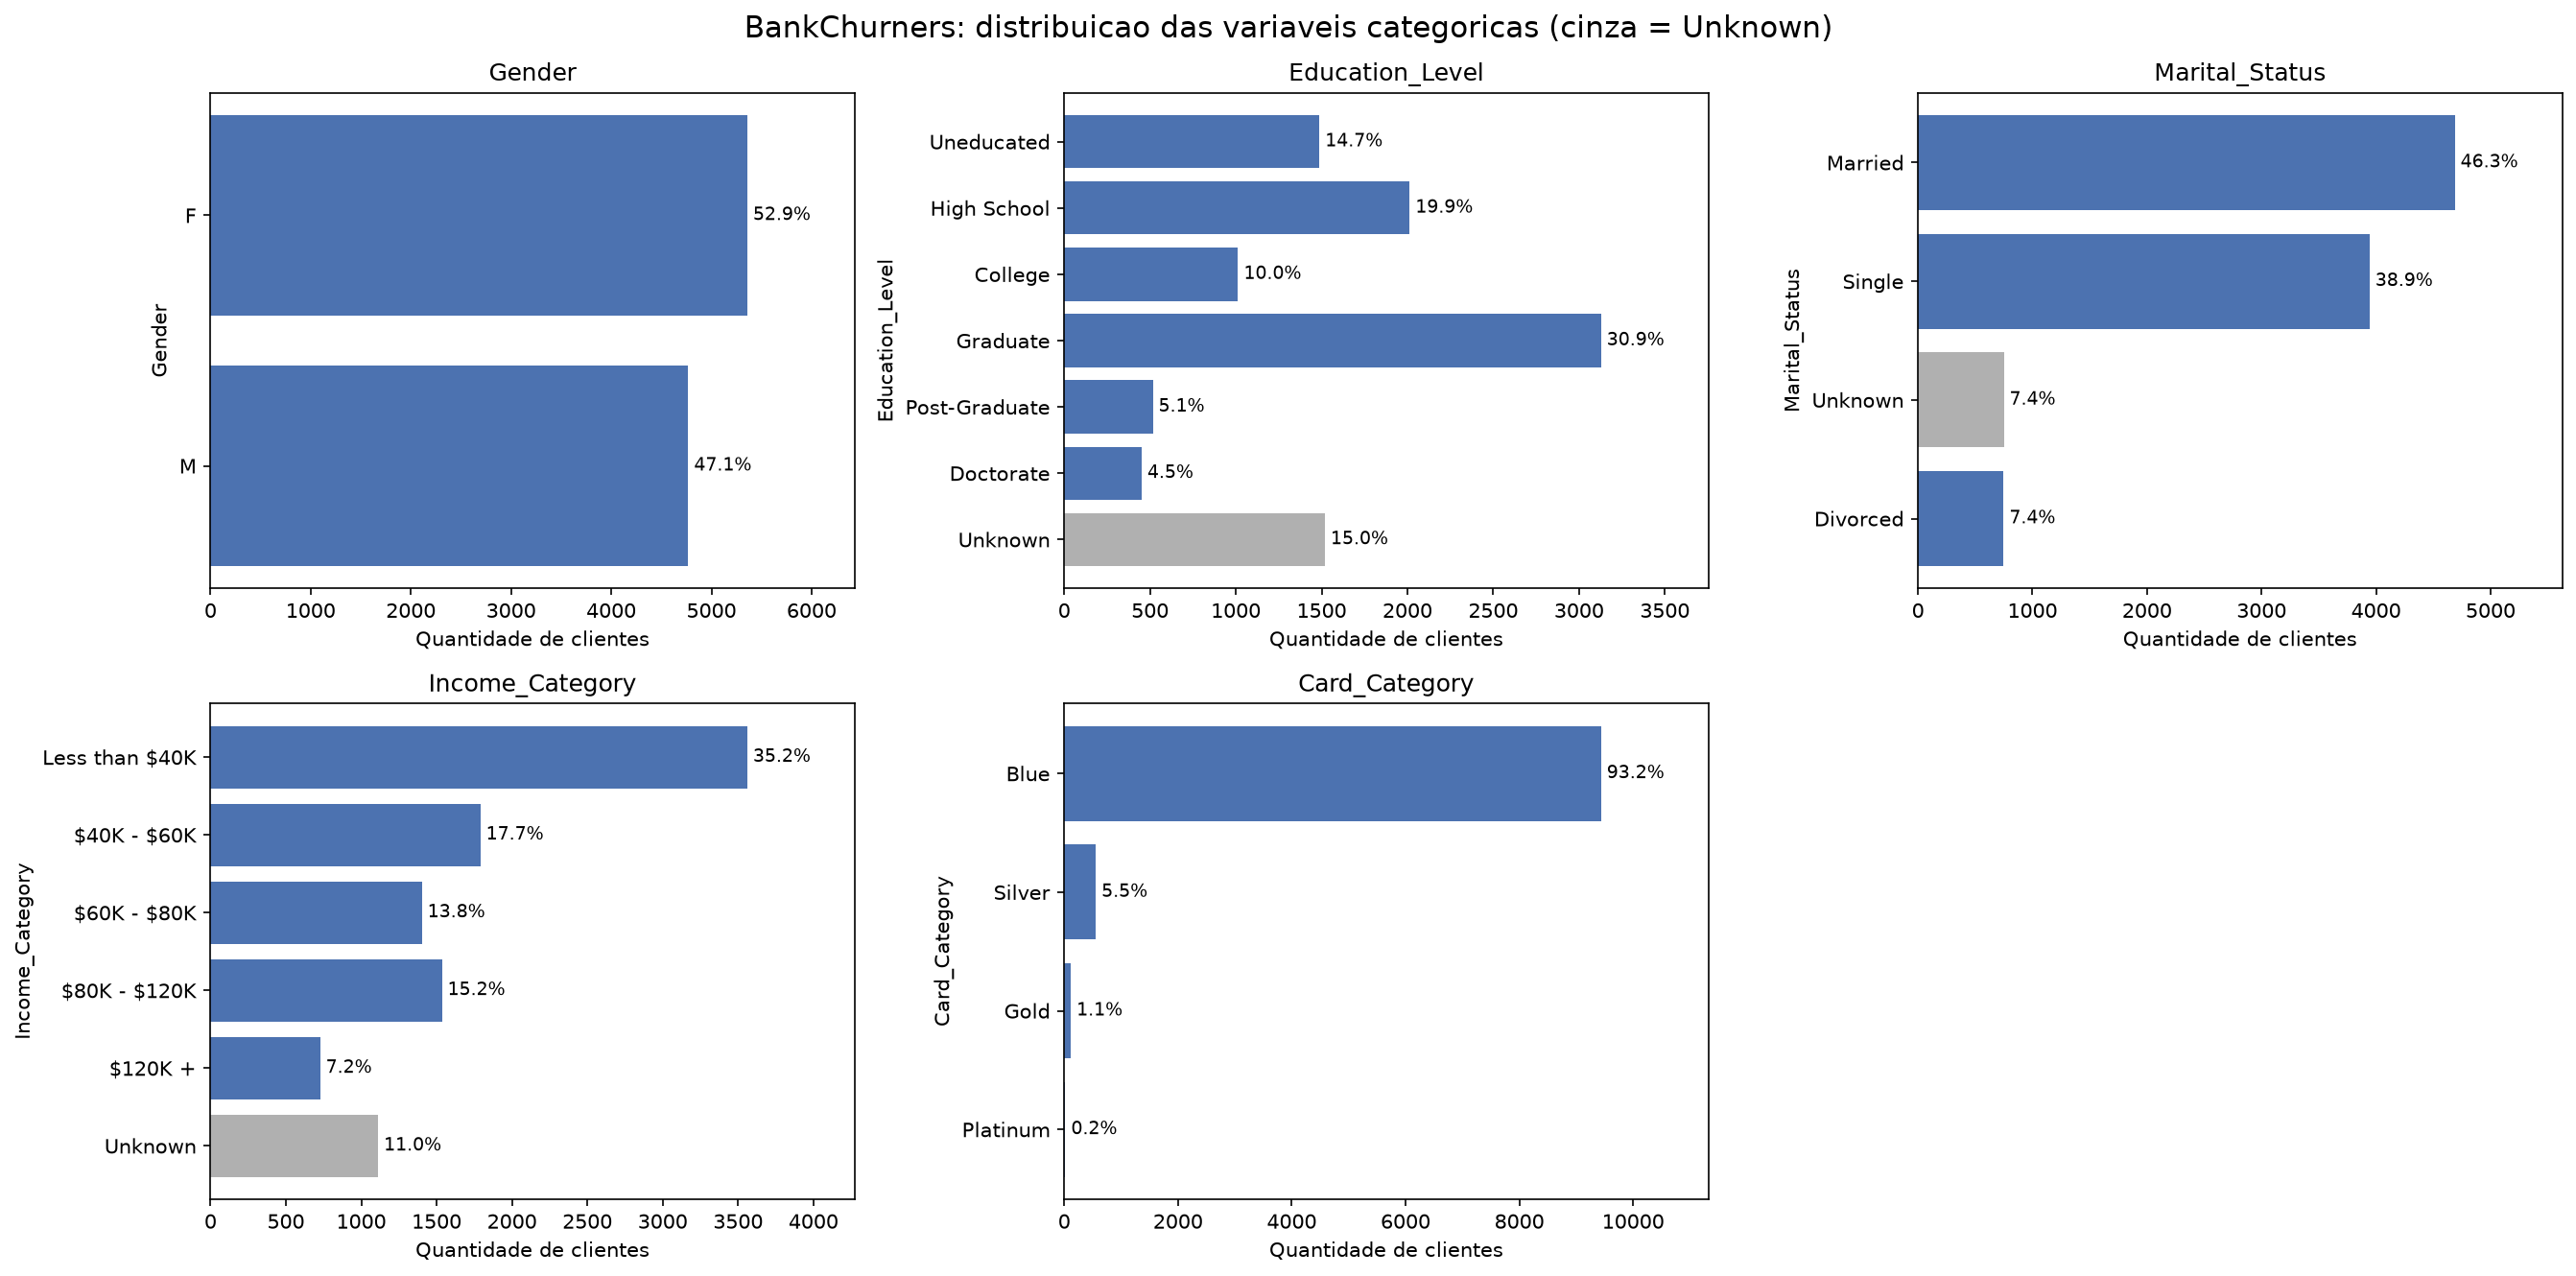 BankChurners: distribuicao das variaveis categoricas (cinza = Unknown)
Gender
Gender
F
52.9%
M
47.1%
0 1000 2000 3000 4000 5000 6000
Quantidade de clientes
Education_Level
Education_Level
Uneducated
14.7%
High School
19.9%
College
10.0%
Graduate
30.9%
Post-Graduate
5.1%
Doctorate
4.5%
Unknown
15.0%
0 500 1000 1500 2000 2500 3000 3500
Quantidade de clientes
Marital_Status
Marital_Status
Married
46.3%
Single
38.9%
Unknown
7.4%
Divorced
7.4%
0 1000 2000 3000 4000 5000
Quantidade de clientes
Income_Category
Income_Category
Less than $40K
35.2%
$40K - $60K
17.7%
$60K - $80K
13.8%
$80K - $120K
15.2%
$120K +
7.2%
Unknown
11.0%
0 500 1000 1500 2000 2500 3000 3500 4000
Quantidade de clientes
Card_Category
Card_Category
Blue
93.2%
Silver
5.5%
Gold
1.1%
Platinum
0.2%
0 2000 4000 6000 8000 10000
Quantidade de clientes